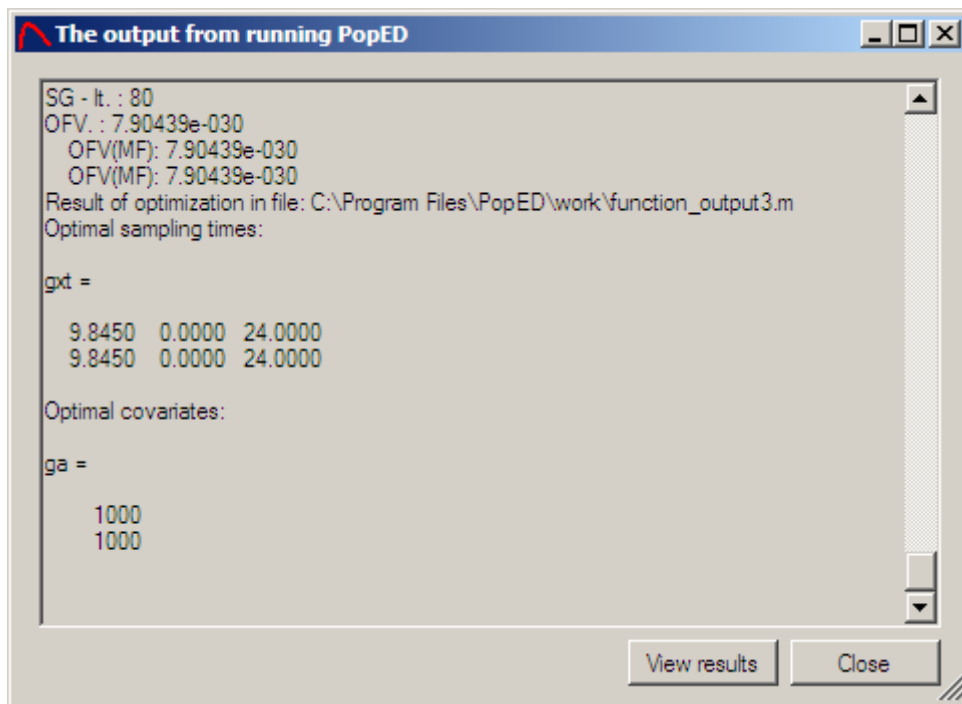 The output from running PopED
SG - It. : 80
OFV. : 7.90439e-030
OFV(MF): 7.90439e-030
OFV(MF): 7.90439e-030
Result of optimization in file: C:\Program Files\PopED\work\function_output3.m
Optimal sampling times:
gxt =
9.8450 0.0000 24.0000
9.8450 0.0000 24.0000
Optimal covariates:
ga =
1000
1000
View results Close